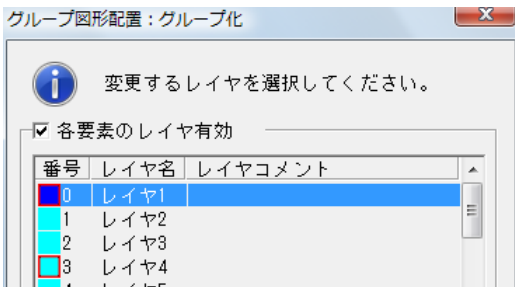 グループ図形配置：グループ化
変更するレイヤを選択してください。
各要素のレイヤ有効
番号 レイヤ名 レイヤコメント
0 レイヤ1
1 レイヤ2
2 レイヤ3
3 レイヤ4